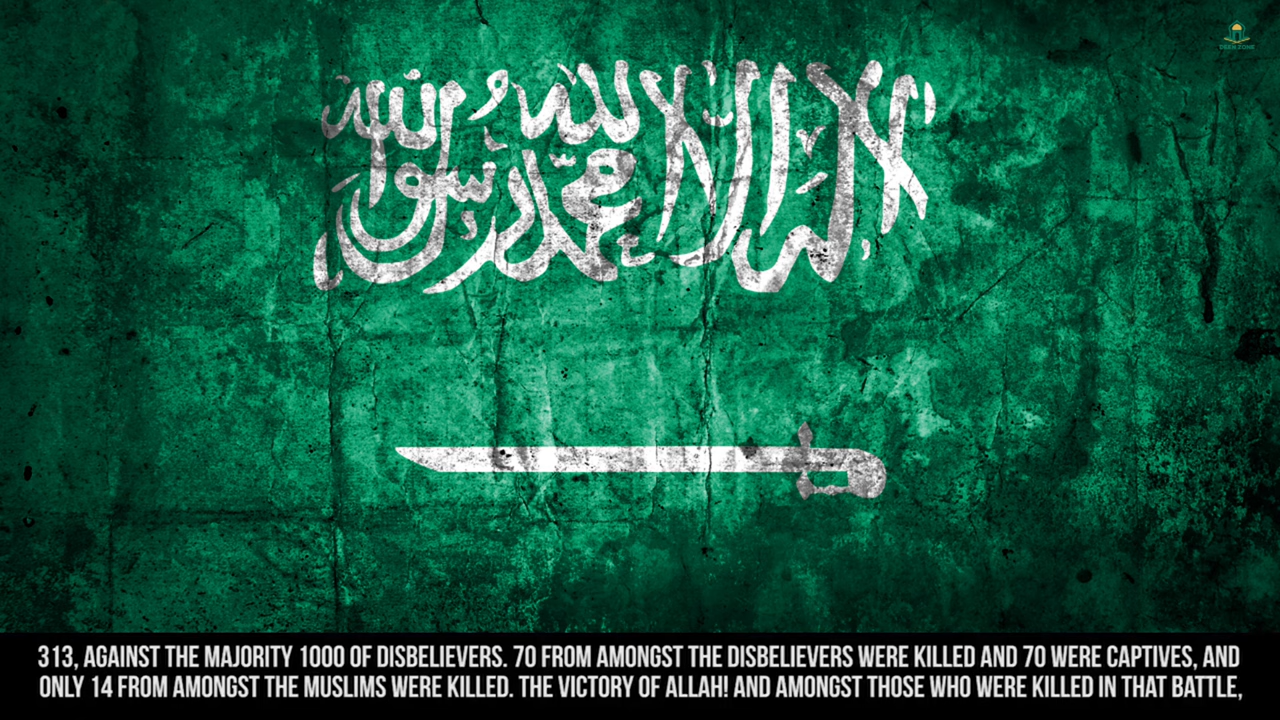 DEEN ZONE
لا إله إلا الله
محمد رسول الله
313, AGAINST THE MAJORITY 1000 OF DISBELIEVERS. 70 FROM AMONGST THE DISBELIEVERS WERE KILLED AND 70 WERE CAPTIVES, AND
ONLY 14 FROM AMONGST THE MUSLIMS WERE KILLED. THE VICTORY OF ALLAH! AND AMONGST THOSE WHO WERE KILLED IN THAT BATTLE,